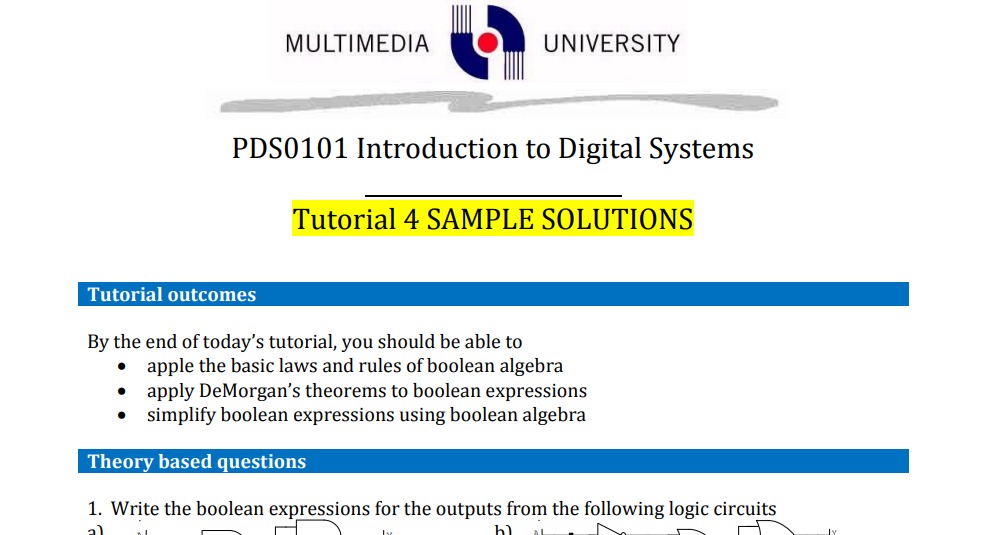 MULTIMEDIA UNIVERSITY
PDS0101 Introduction to Digital Systems
Tutorial 4 SAMPLE SOLUTIONS
Tutorial outcomes
By the end of today's tutorial, you should be able to
• apple the basic laws and rules of boolean algebra
• apply DeMorgan's theorems to boolean expressions
• simplify boolean expressions using boolean algebra
Theory based questions
1. Write the boolean expressions for the outputs from the following logic circuits
a) b)